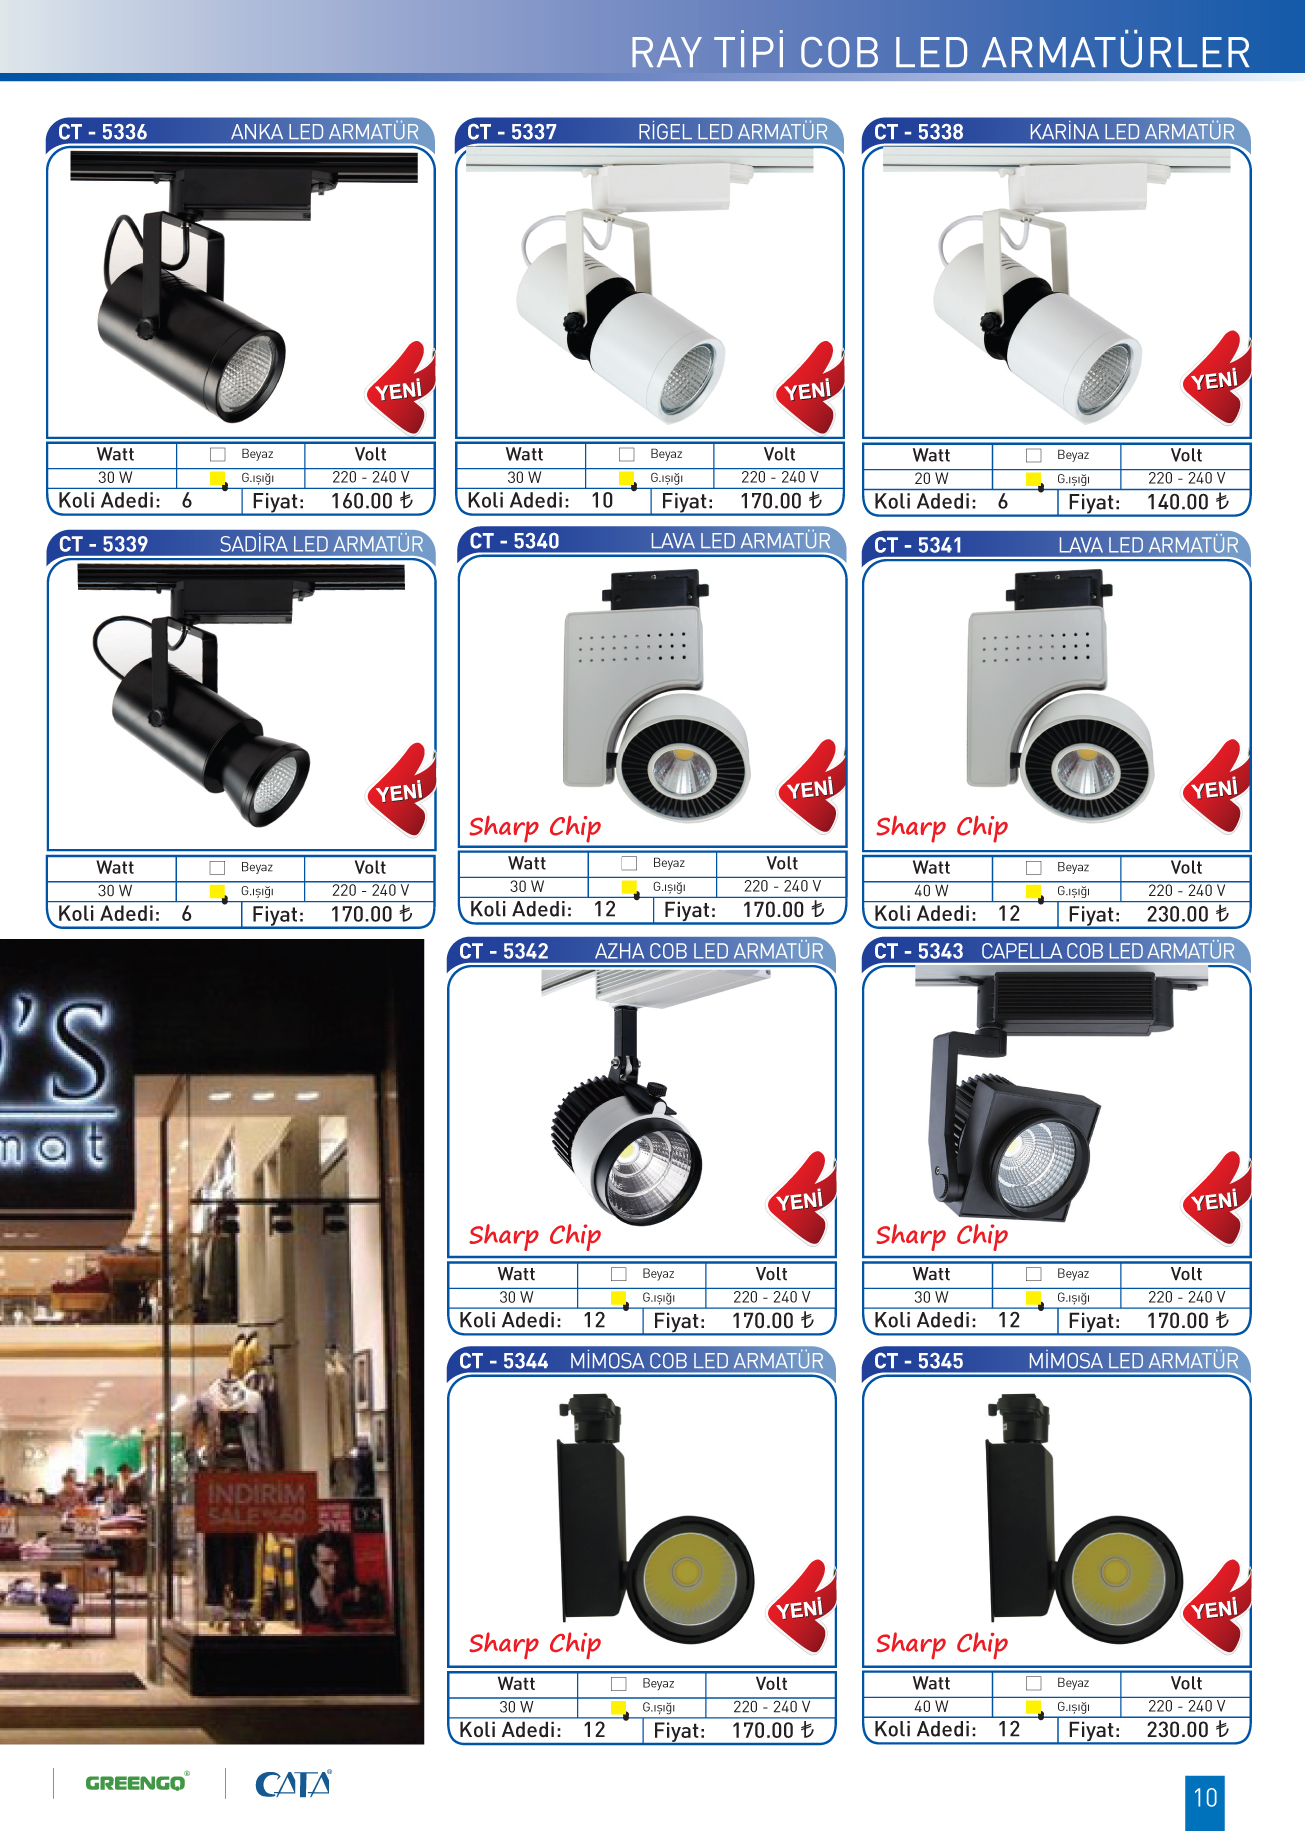 RAY TİPİ COB LED ARMATÜRLER
CT - 5336 ANKA LED ARMATÜR
YENİ
Watt Beyaz Volt
30 W G.ışığı 220 - 240 V
Koli Adedi: 6 Fiyat: 160.00 ₺
CT - 5337 RİGEL LED ARMATÜR
YENİ
Watt Beyaz Volt
30 W G.ışığı 220 - 240 V
Koli Adedi: 10 Fiyat: 170.00 ₺
CT - 5338 KARİNA LED ARMATÜR
YENİ
Watt Beyaz Volt
20 W G.ışığı 220 - 240 V
Koli Adedi: 6 Fiyat: 140.00 ₺
CT - 5339 SADİRA LED ARMATÜR
YENİ
Watt Beyaz Volt
30 W G.ışığı 220 - 240 V
Koli Adedi: 6 Fiyat: 170.00 ₺
CT - 5340 LAVA LED ARMATÜR
YENİ
Sharp Chip
Watt Beyaz Volt
30 W G.ışığı 220 - 240 V
Koli Adedi: 12 Fiyat: 170.00 ₺
CT - 5341 LAVA LED ARMATÜR
YENİ
Sharp Chip
Watt Beyaz Volt
40 W G.ışığı 220 - 240 V
Koli Adedi: 12 Fiyat: 230.00 ₺
'S
mat
İNDİRİM
SALE %60
D'S
23
CT - 5342 AZHA COB LED ARMATÜR
YENİ
Sharp Chip
Watt Beyaz Volt
30 W G.ışığı 220 - 240 V
Koli Adedi: 12 Fiyat: 170.00 ₺
CT - 5343 CAPELLA COB LED ARMATÜR
YENİ
Sharp Chip
Watt Beyaz Volt
30 W G.ışığı 220 - 240 V
Koli Adedi: 12 Fiyat: 170.00 ₺
CT - 5344 MİMOSA COB LED ARMATÜR
YENİ
Sharp Chip
Watt Beyaz Volt
30 W G.ışığı 220 - 240 V
Koli Adedi: 12 Fiyat: 170.00 ₺
CT - 5345 MİMOSA LED ARMATÜR
YENİ
Sharp Chip
Watt Beyaz Volt
40 W G.ışığı 220 - 240 V
Koli Adedi: 12 Fiyat: 230.00 ₺
GREENGO® CATA®
10